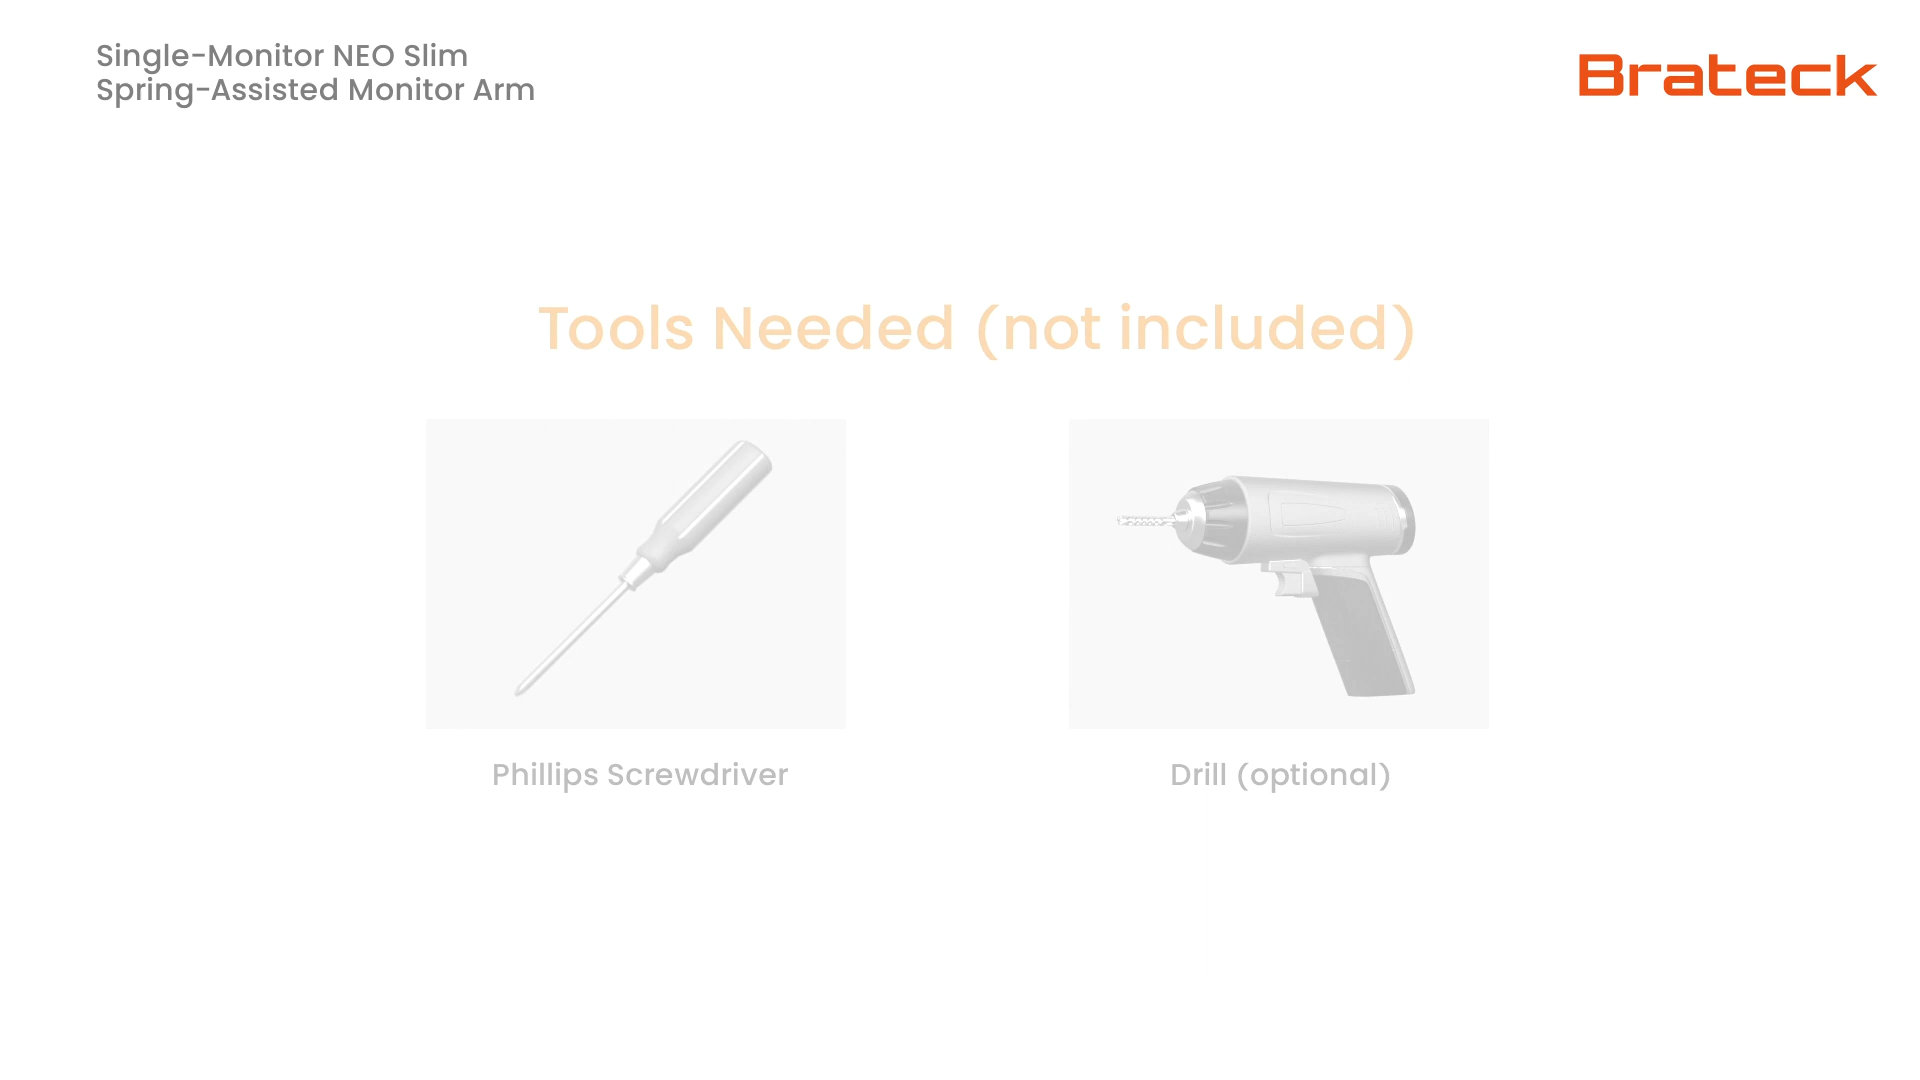 Single-Monitor NEO Slim
Spring-Assisted Monitor Arm
Brateck
Tools Needed (not included)
Phillips Screwdriver
Drill (optional)